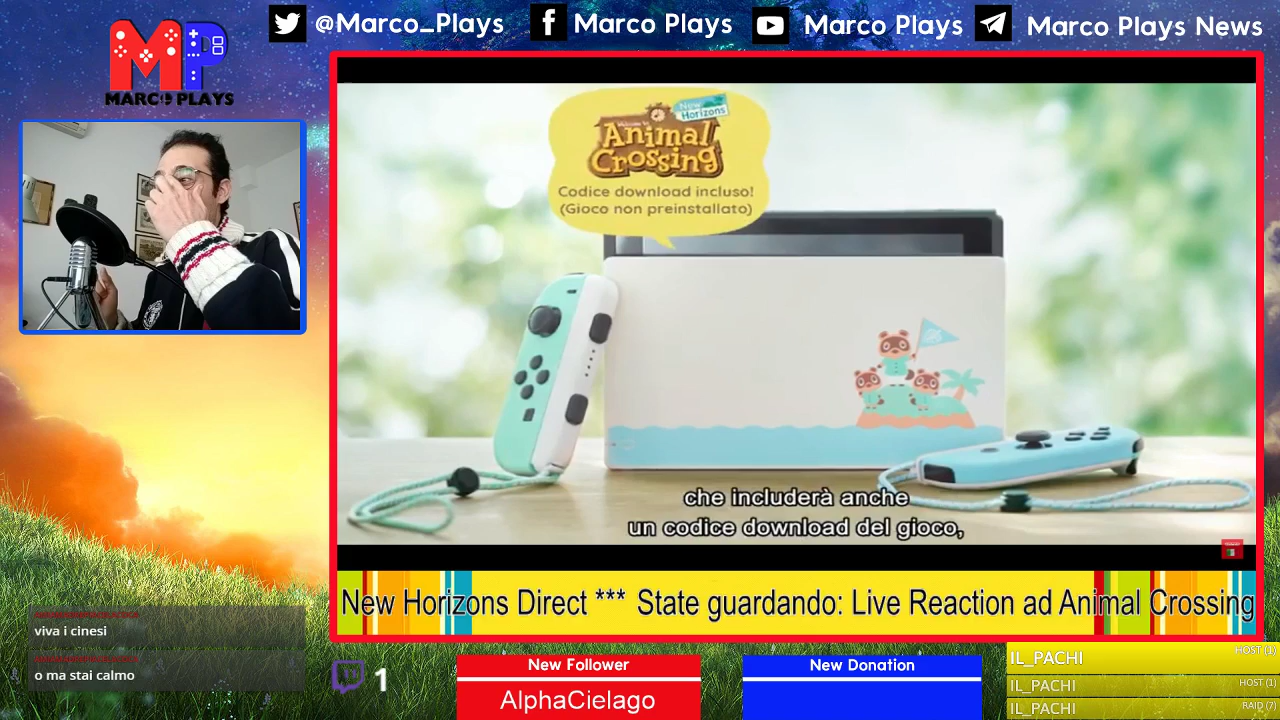 @Marco_Plays
Marco Plays
Marco Plays
Marco Plays News
MP
MARCO PLAYS
New
Horizons
Animal
Crossing
Codice download incluso!
(Gioco non preinstallato)
che includerà anche
un codice download del gioco,
New Horizons Direct *** State guardando: Live Reaction ad Animal Crossing
viva i cinesi
o ma stai calmo
1
New Follower
AlphaCielago
New Donation
IL_PACHI
HOST (1)
IL_PACHI
HOST (1)
IL_PACHI
RAID (7)